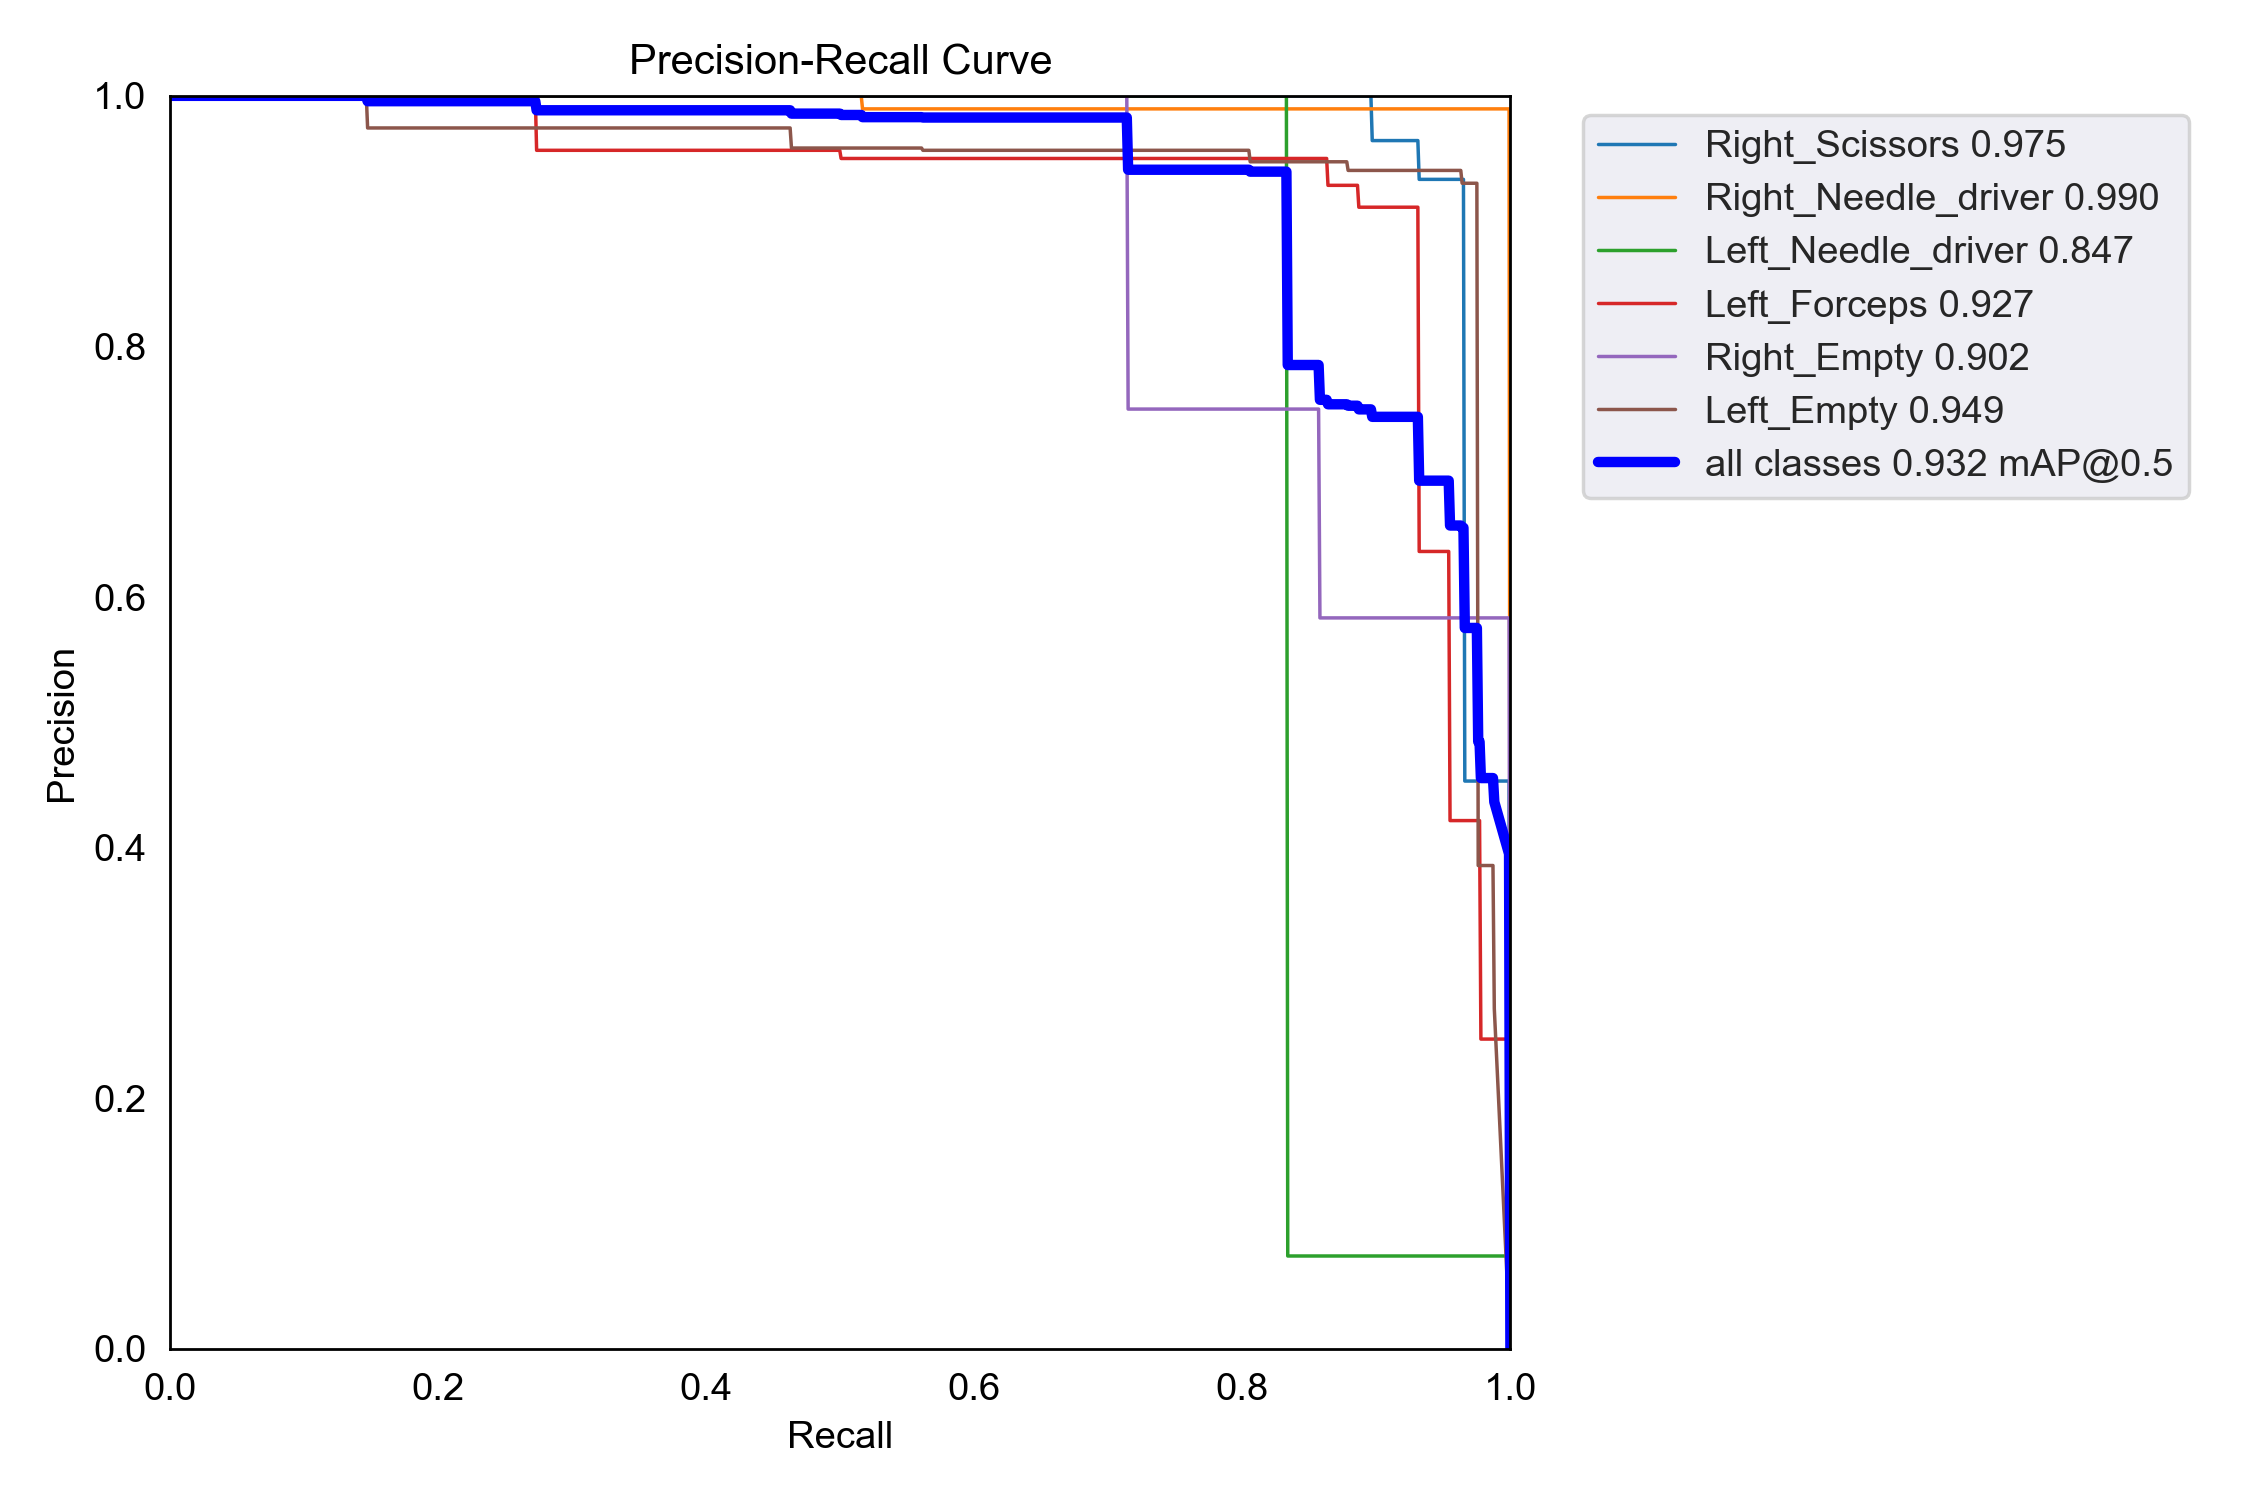 Precision-Recall Curve
1.0
0.8
0.6
0.4
0.2
0.0
Precision
0.0 0.2 0.4 0.6 0.8 1.0
Recall
Right_Scissors 0.975
Right_Needle_driver 0.990
Left_Needle_driver 0.847
Left_Forceps 0.927
Right_Empty 0.902
Left_Empty 0.949
all classes 0.932 mAP@0.5